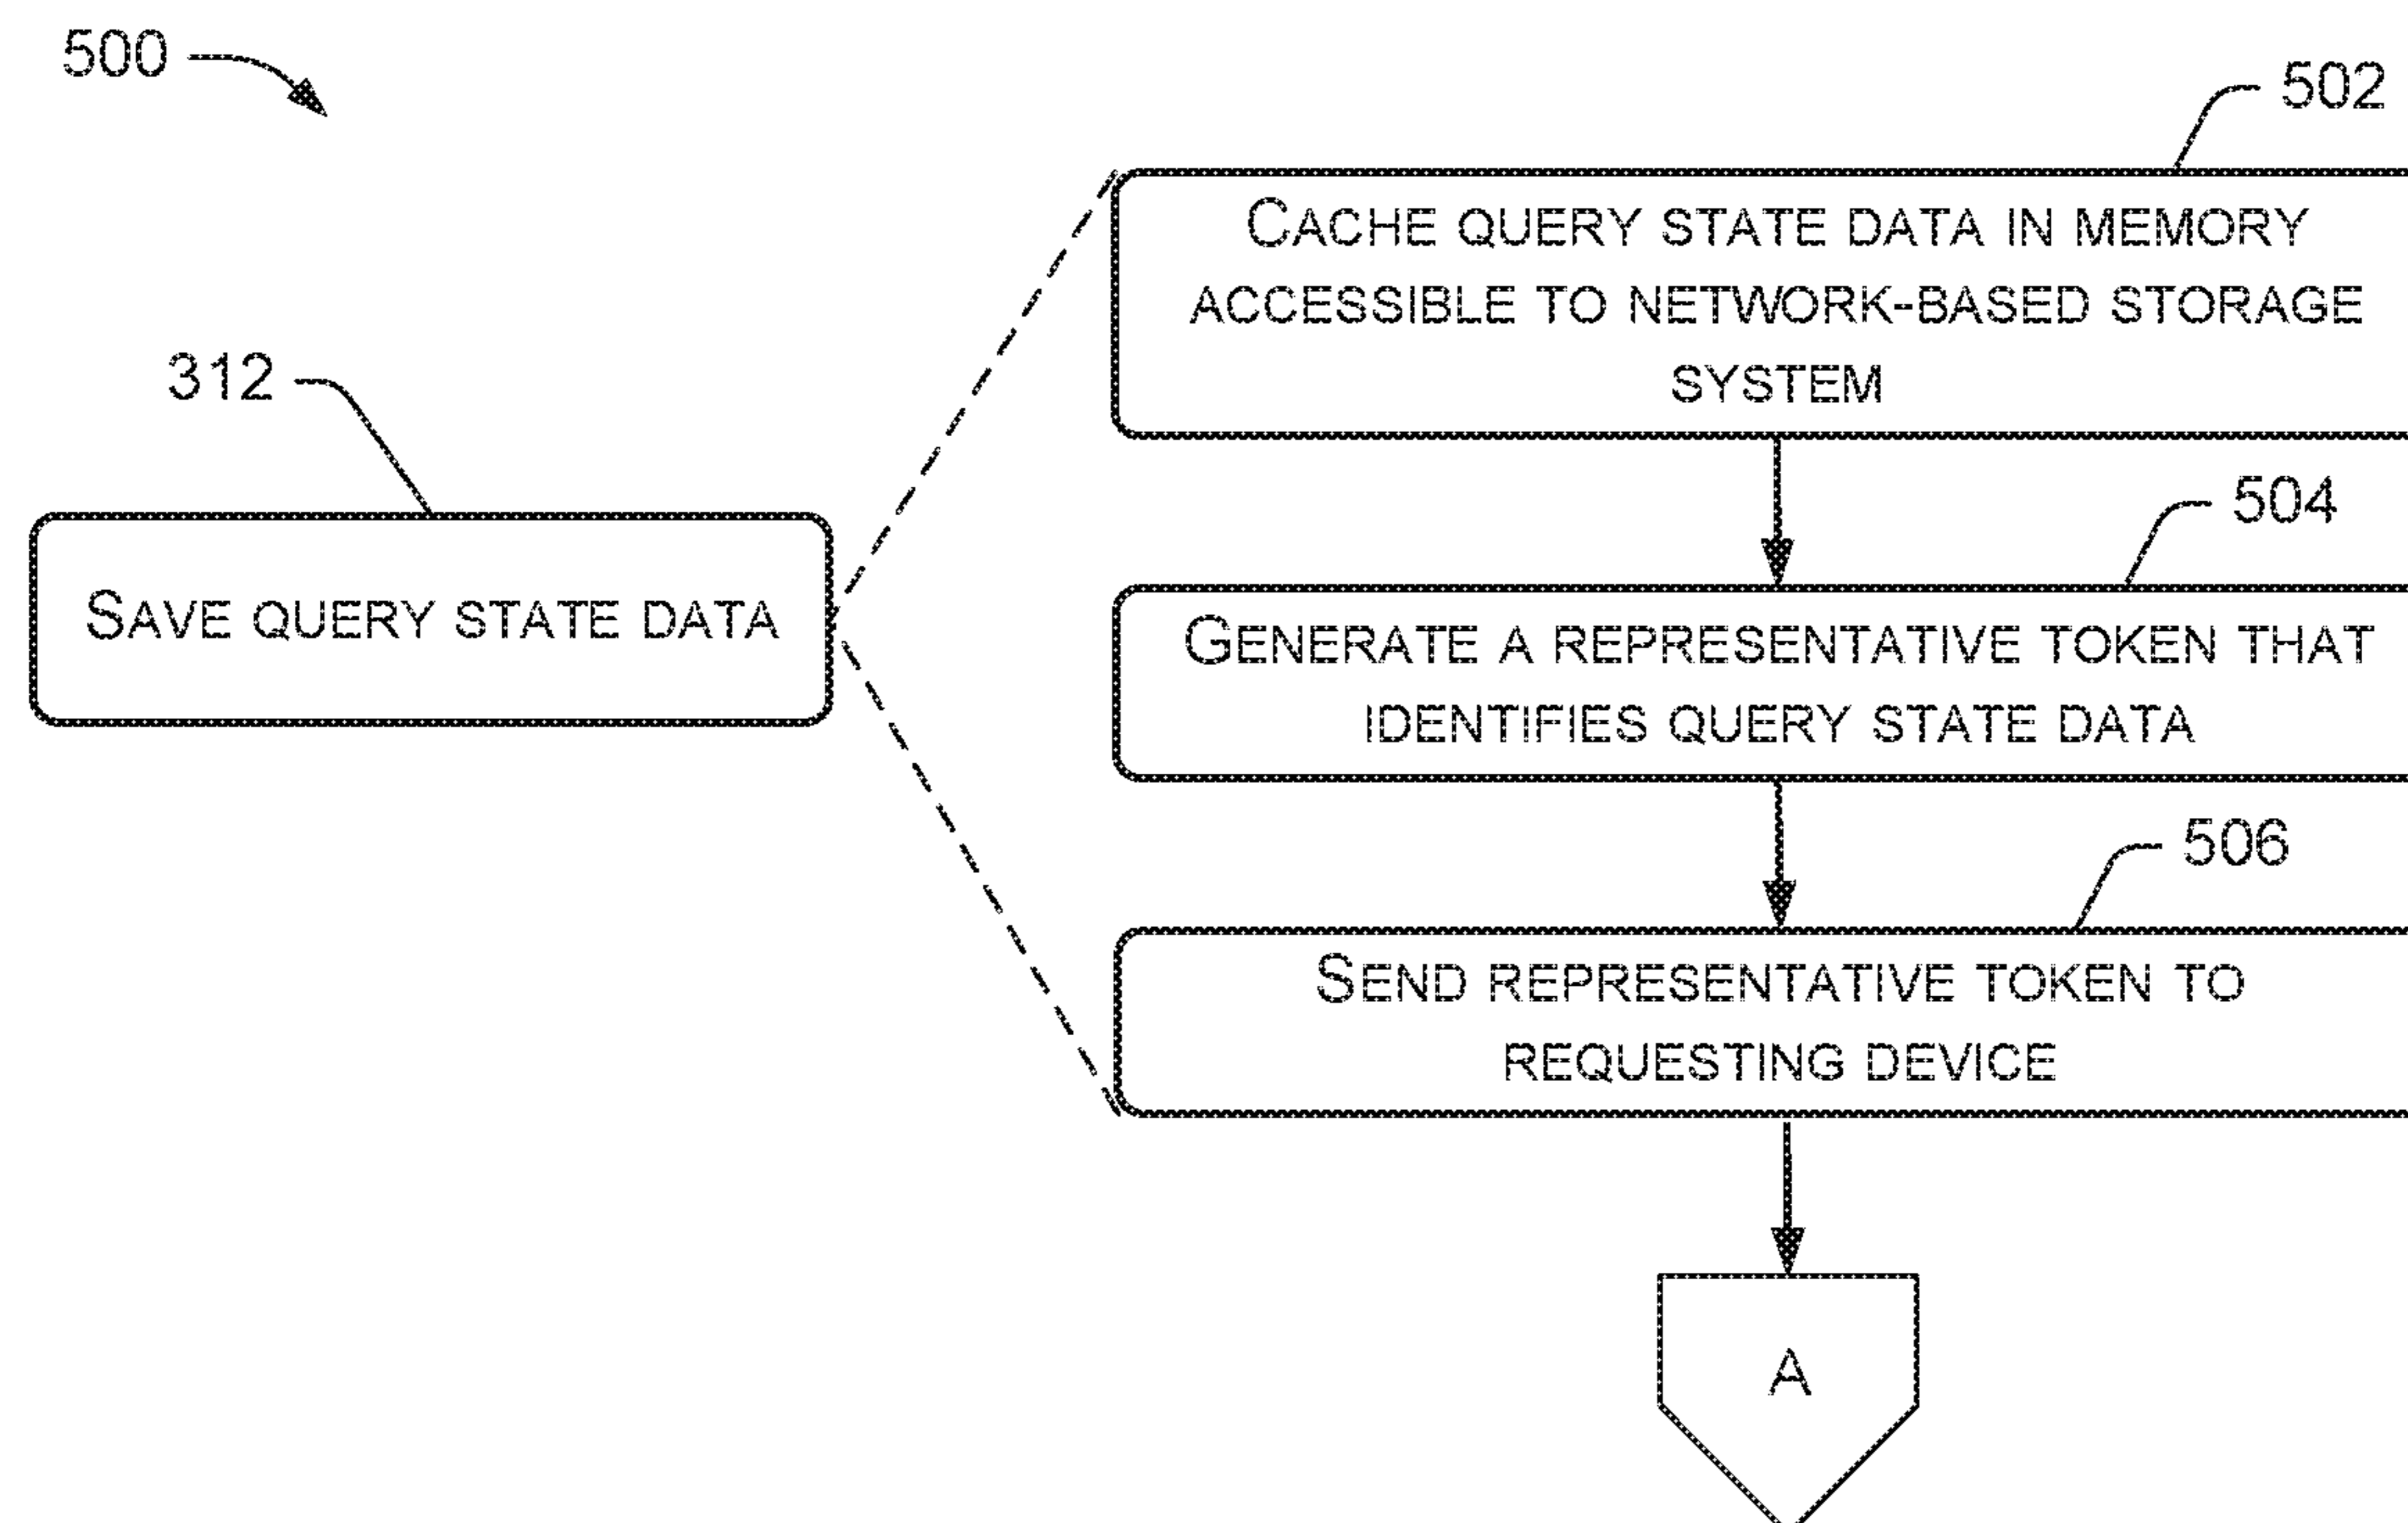 500
502
CACHE QUERY STATE DATA IN MEMORY
ACCESSIBLE TO NETWORK-BASED STORAGE
SYSTEM
312
504
SAVE QUERY STATE DATA
GENERATE A REPRESENTATIVE TOKEN THAT
IDENTIFIES QUERY STATE DATA
506
SEND REPRESENTATIVE TOKEN TO
REQUESTING DEVICE
A